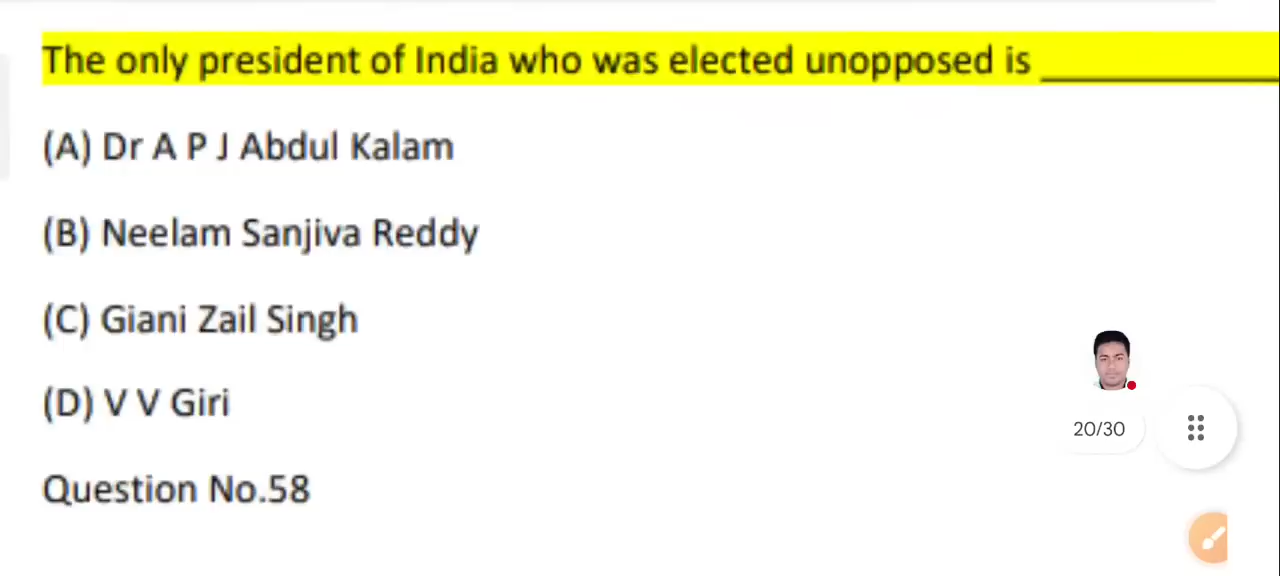 The only president of India who was elected unopposed is ____________
(A) Dr A P J Abdul Kalam
(B) Neelam Sanjiva Reddy
(C) Giani Zail Singh
(D) V V Giri
20/30
Question No.58